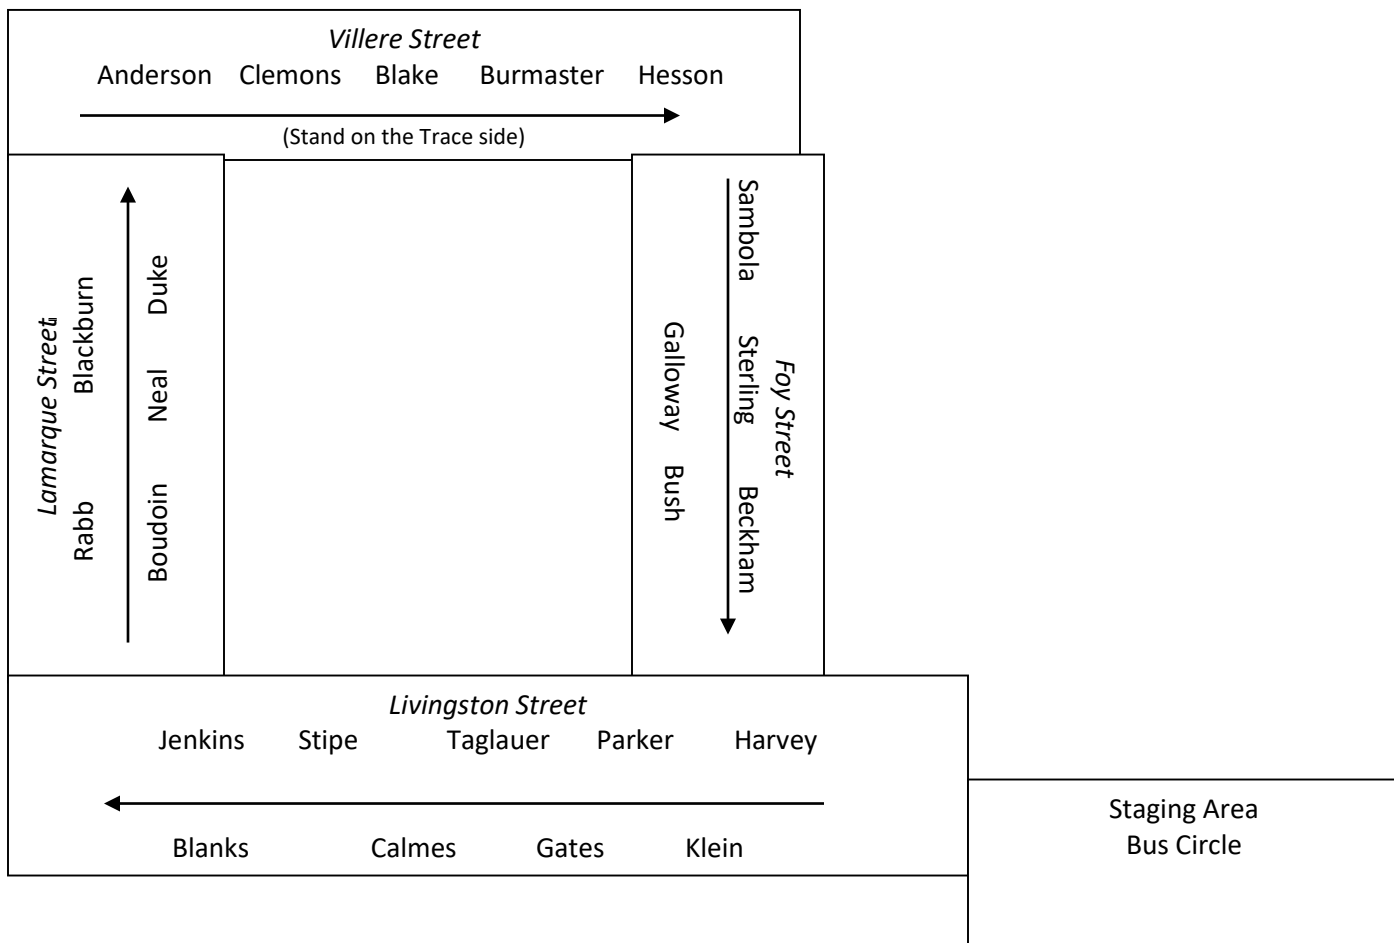 Villere Street
Anderson Clemons Blake Burmaster Hesson
(Stand on the Trace side)
Lamarque Street
Rabb Blackburn
Boudoin Neal Duke
Sambola Sterling Beckham
Galloway Bush
Foy Street
Livingston Street
Jenkins Stipe Taglauer Parker Harvey
Blanks Calmes Gates Klein
Staging Area
Bus Circle